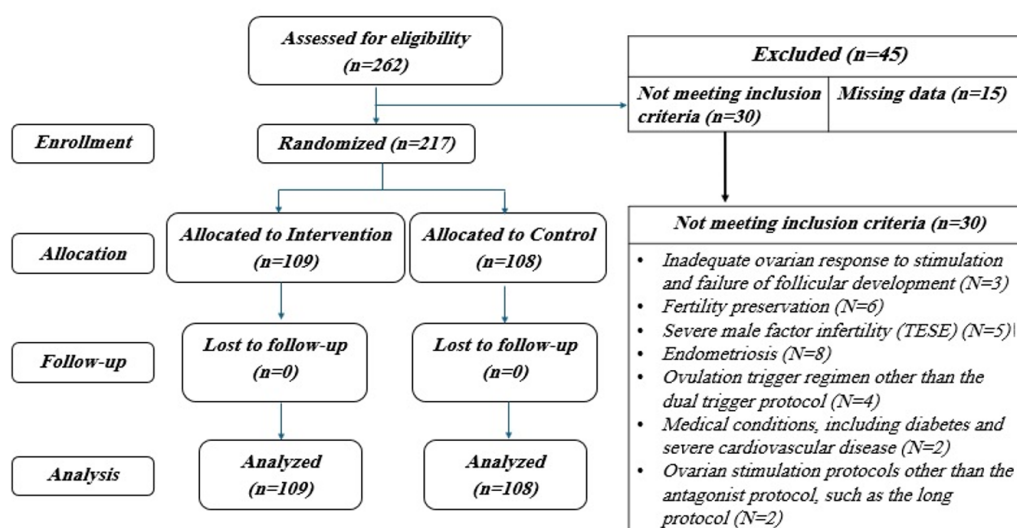 Assessed for eligibility
(n=262)
Excluded (n=45)
Not meeting inclusion
criteria (n=30)
Missing data (n=15)
Enrollment
Randomized (n=217)
Allocation
Allocated to Intervention
(n=109)
Allocated to Control
(n=108)
Not meeting inclusion criteria (n=30)
• Inadequate ovarian response to stimulation
and failure of follicular development (N=3)
• Fertility preservation (N=6)
• Severe male factor infertility (TESE) (N=5)\
• Endometriosis (N=8)
• Ovulation trigger regimen other than the
dual trigger protocol (N=4)
• Medical conditions, including diabetes and
severe cardiovascular disease (N=2)
• Ovarian stimulation protocols other than the
antagonist protocol, such as the long
protocol (N=2)
Follow-up
Lost to follow-up
(n=0)
Lost to follow-up
(n=0)
Analysis
Analyzed
(n=109)
Analyzed
(n=108)